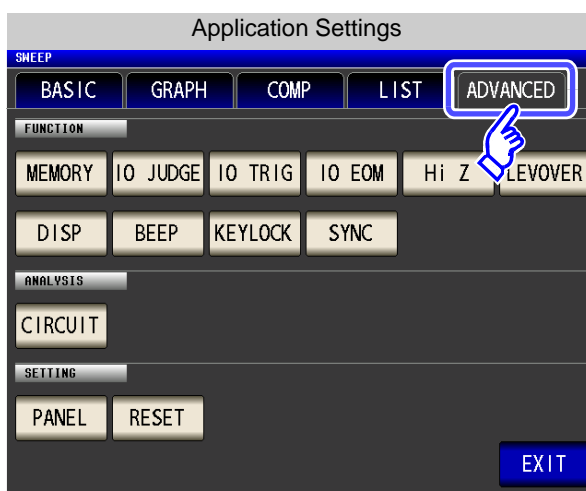 Application Settings
SWEEP
BASIC GRAPH COMP LIST ADVANCED
FUNCTION
MEMORY IO JUDGE IO TRIG IO EOM Hi Z LEVOVER
DISP BEEP KEYLOCK SYNC
ANALYSIS
CIRCUIT
SETTING
PANEL RESET
EXIT